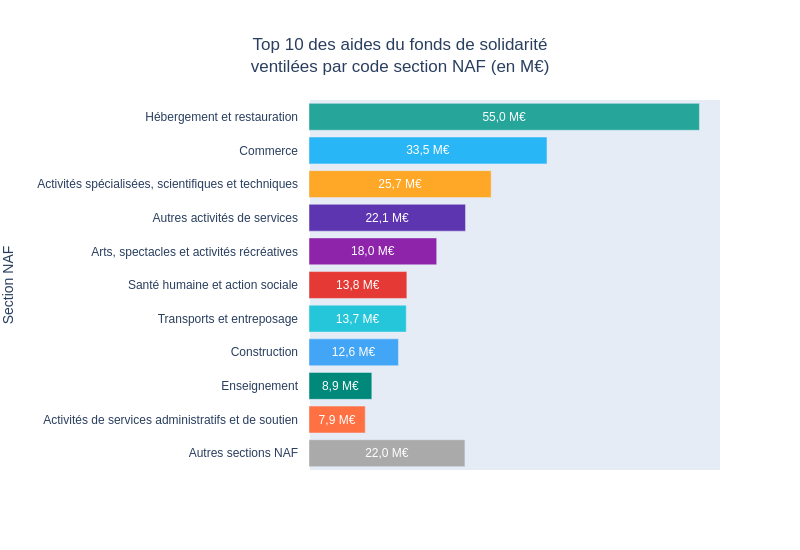 Top 10 des aides du fonds de solidarité
ventilées par code section NAF (en M€)
Section NAF
Hébergement et restauration 55,0 M€
Commerce 33,5 M€
Activités spécialisées, scientifiques et techniques 25,7 M€
Autres activités de services 22,1 M€
Arts, spectacles et activités récréatives 18,0 M€
Santé humaine et action sociale 13,8 M€
Transports et entreposage 13,7 M€
Construction 12,6 M€
Enseignement 8,9 M€
Activités de services administratifs et de soutien 7,9 M€
Autres sections NAF 22,0 M€